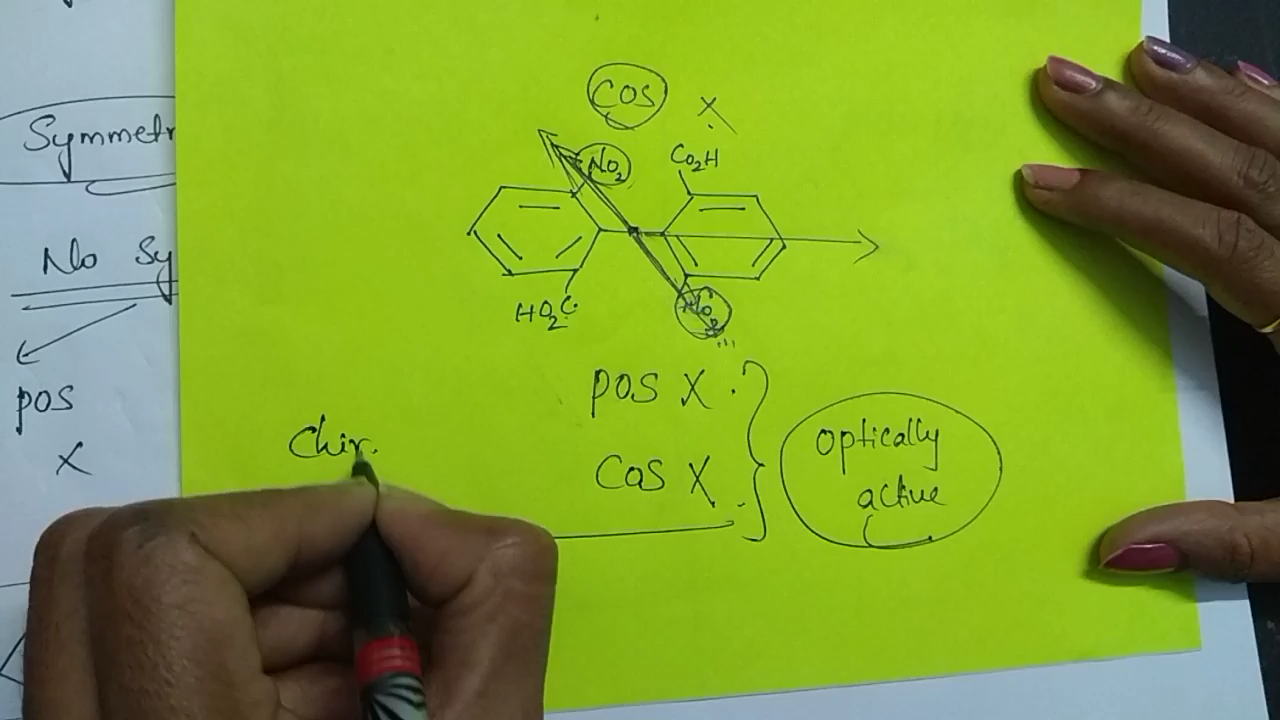 Symmetr
No Sy
pos
X
COS X
NO2 CO2H
HO2C NO2
pos X
Cos X
optically
active
Chir